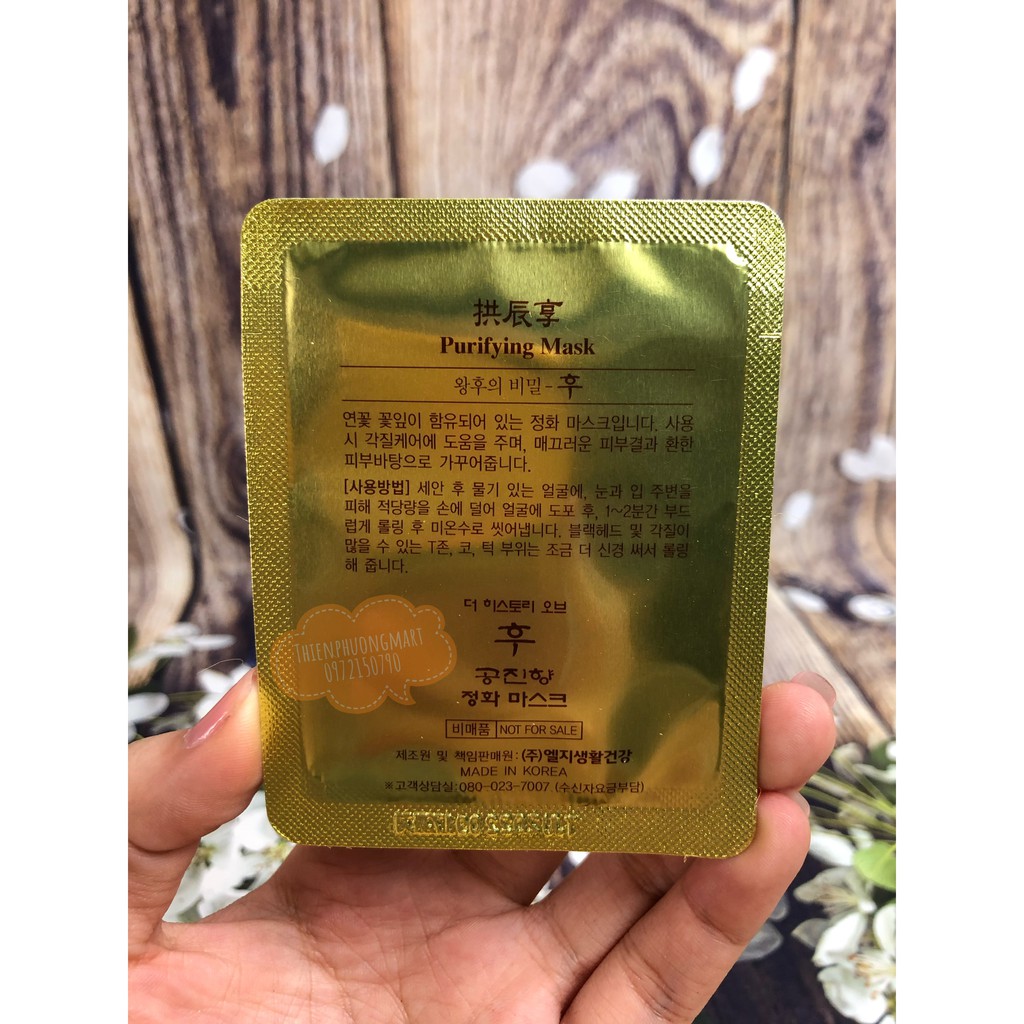 拱辰享
Purifying Mask
왕후의 비밀 - 후
연꽃 꽃잎이 함유되어 있는 정화 마스크입니다. 사용
시 각질케어에 도움을 주며, 매끄러운 피부결과 환한
피부바탕으로 가꾸어줍니다.
[사용방법] 세안 후 물기 있는 얼굴에, 눈과 입 주변을
피해 적당량을 손에 덜어 얼굴에 도포 후, 1~2분간 부드
럽게 롤링 후 미온수로 씻어냅니다. 블랙헤드 및 각질이
많을 수 있는 T존, 코, 턱 부위는 조금 더 신경 써서 롤링
해 줍니다.
더 히스토리 오브
후
공진향
정화 마스크
비매품 NOT FOR SALE
제조원 및 책임판매원 : (주)엘지생활건강
MADE IN KOREA
※고객상담실:080-023-7007 (수신자요금부담)
THIENPHUONGMART
0972150790